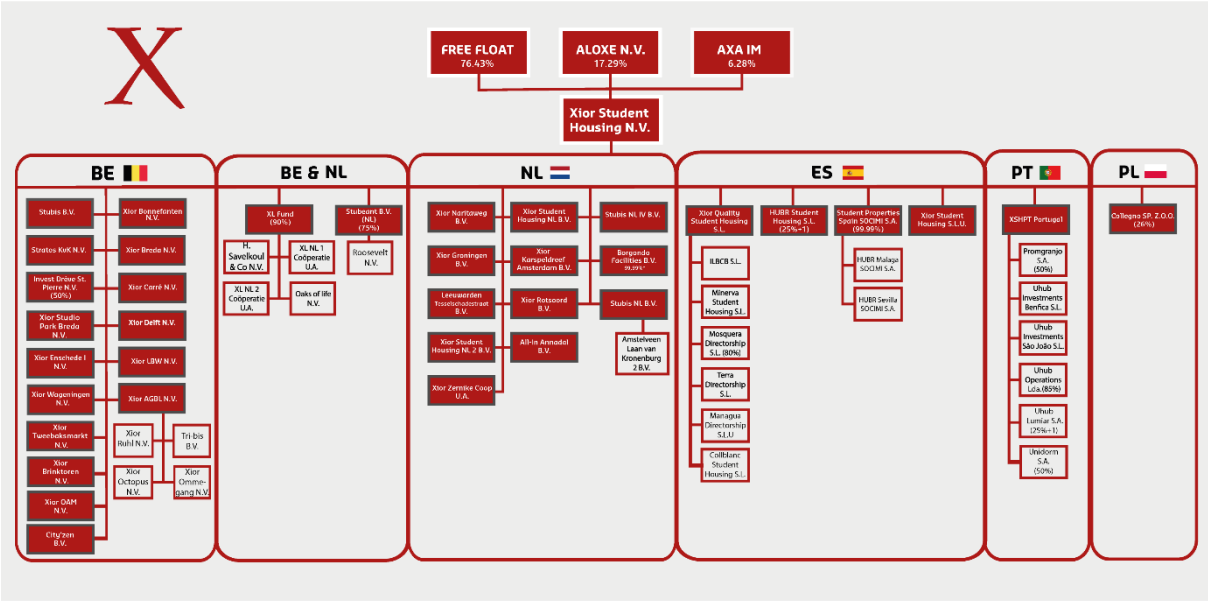 X
FREE FLOAT
76.43%
ALOXE N.V.
17.29%
AXA IM
6.28%
Xior Student
Housing N.V.
BE
Stubis B.V.
Xior Bonnefanten
N.V.
Stratos KvK N.V.
Xior Breda N.V.
Invest Drève St.
Pierre N.V.
(50%)
Xior Carré N.V.
Xior Studio
Park Breda
N.V.
Xior Delft N.V.
Xior Enschede I
N.V.
Xior LBW N.V.
Xior Wageningen
N.V.
Xior AGBL N.V.
Xior
Tweebaksmarkt
N.V.
Xior
Ruhl N.V.
Tri-bis
B.V.
Xior
Brinktoren
N.V.
Xior
Octopus
N.V.
Xior
Omme-
gang N.V.
Xior OAM
N.V.
City'zen
B.V.
BE & NL
XL Fund
(90%)
Stubeant B.V.
(NL)
(75%)
H.
Savelkoul
& Co N.V.
XL NL 1
Coöperatie
U.A.
Roosevelt
N.V.
XL NL 2
Coöperatie
U.A.
Oaks of life
N.V.
NL
Xior Naritaweg
B.V.
Xior Student
Housing NL B.V.
Stubis NL IV B.V.
Xior Groningen
B.V.
Xior
Karspeldreef
Amsterdam B.V.
Borgondo
Facilities B.V.
99,99%*
Leeuwarden
Tesselschadestraat
B.V.
Xior Rotsoord
B.V.
Stubis NL B.V.
Xior Student
Housing NL 2 B.V.
All-In Annadal
B.V.
Amstelveen
Laan van
Kronenburg
2 B.V.
Xior Zernike Coop
U.A.
ES
Xior Quality
Student Housing
S.L.
HUBR Student
Housing S.L.
(25%+1)
Student Properties
Spain SOCIMI S.A.
(99.99%)
Xior Student
Housing S.L.U.
ILBCB S.L.
HUBR Malaga
SOCIMI S.A.
Minerva
Student
Housing S.L.
HUBR Sevilla
SOCIMI S.A.
Mosquera
Directorship
S.L. (80%)
Terra
Directorship
S.L.
Managua
Directorship
S.L.U
Collblanc
Student
Housing S.L.
PT
XSHPT Portugal
Promgranjo
S.A.
(50%)
Uhub
Investments
Benfica S.L.
Uhub
Investments
São João S.L.
Uhub
Operations
Lda. (85%)
Uhub
Lumiar S.A.
(25%+1)
Unidorm
S.A.
(50%)
PL
Collegno SP. Z.O.O.
(26%)